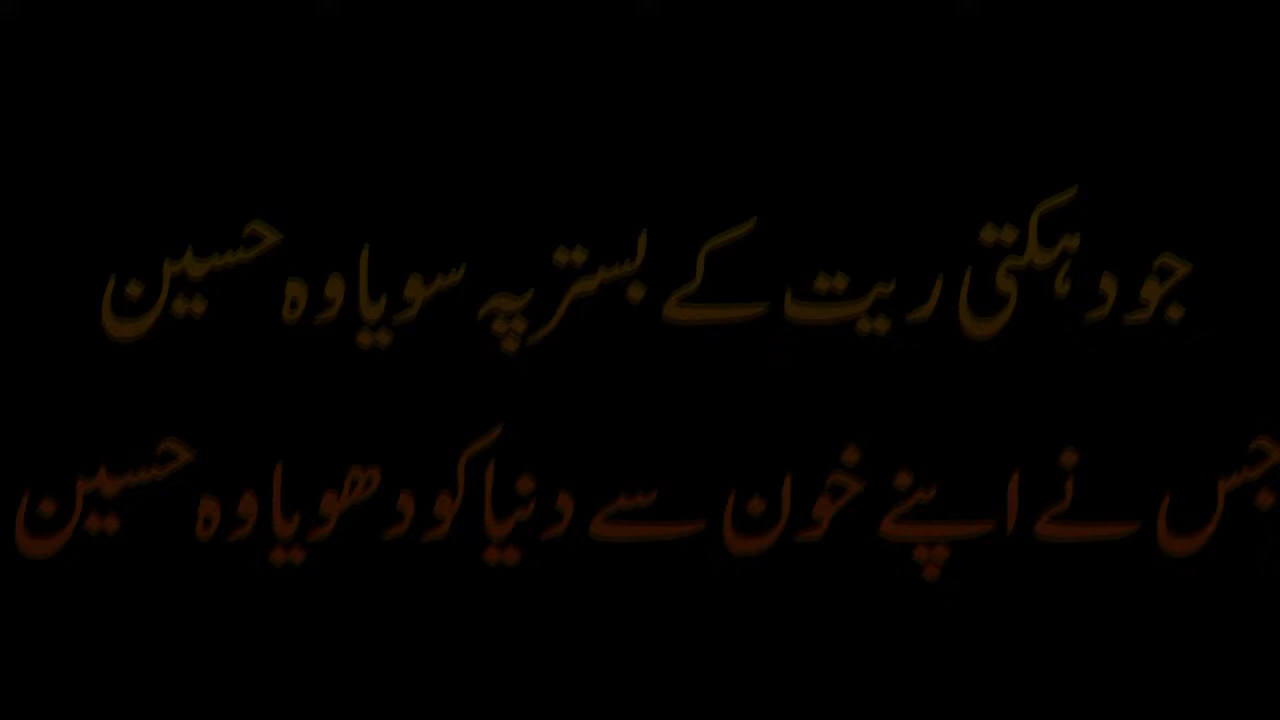 جو دہکتی ریت کے بستر پہ سویا وہ حسین
جس نے اپنے خون سے دنیا کو دھویا وہ حسین